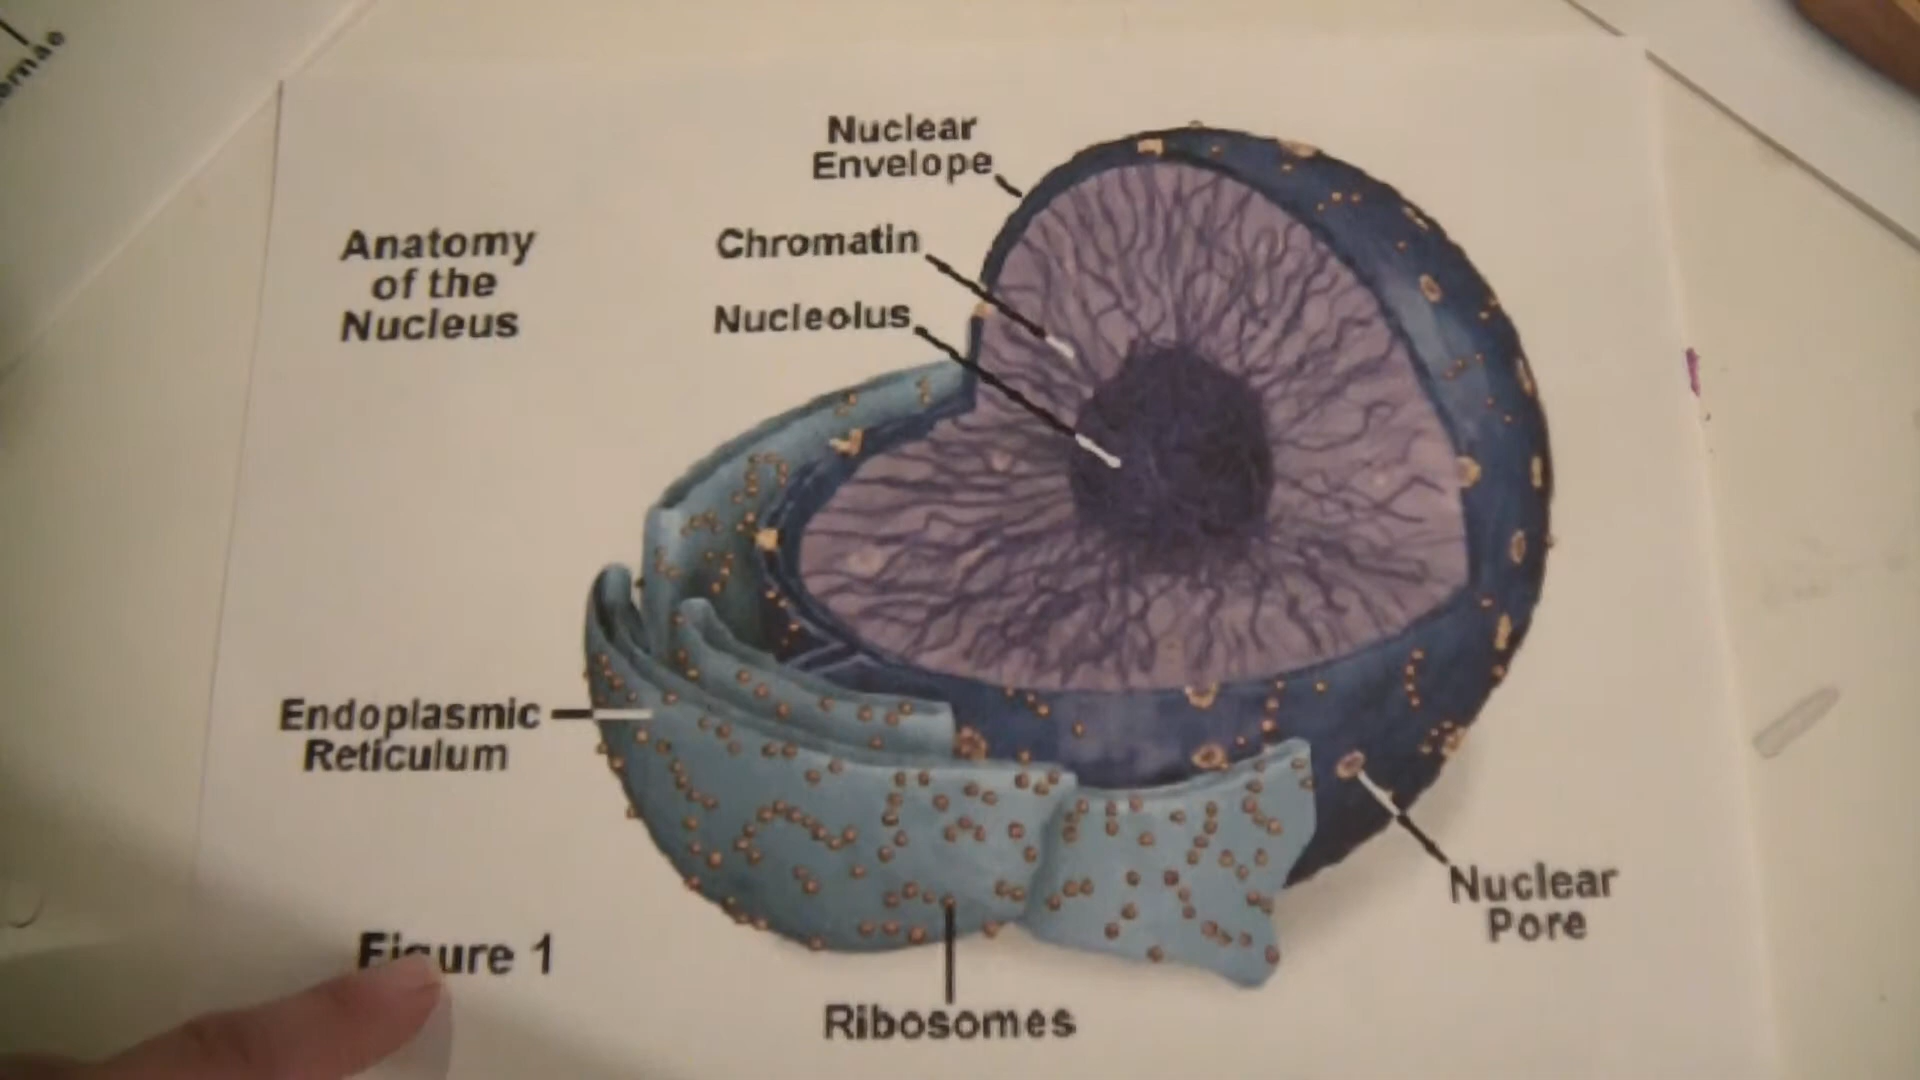 Nuclear
Envelope
Chromatin
Anatomy
of the
Nucleus
Nucleolus
Endoplasmic
Reticulum
Nuclear
Pore
Figure 1
Ribosomes